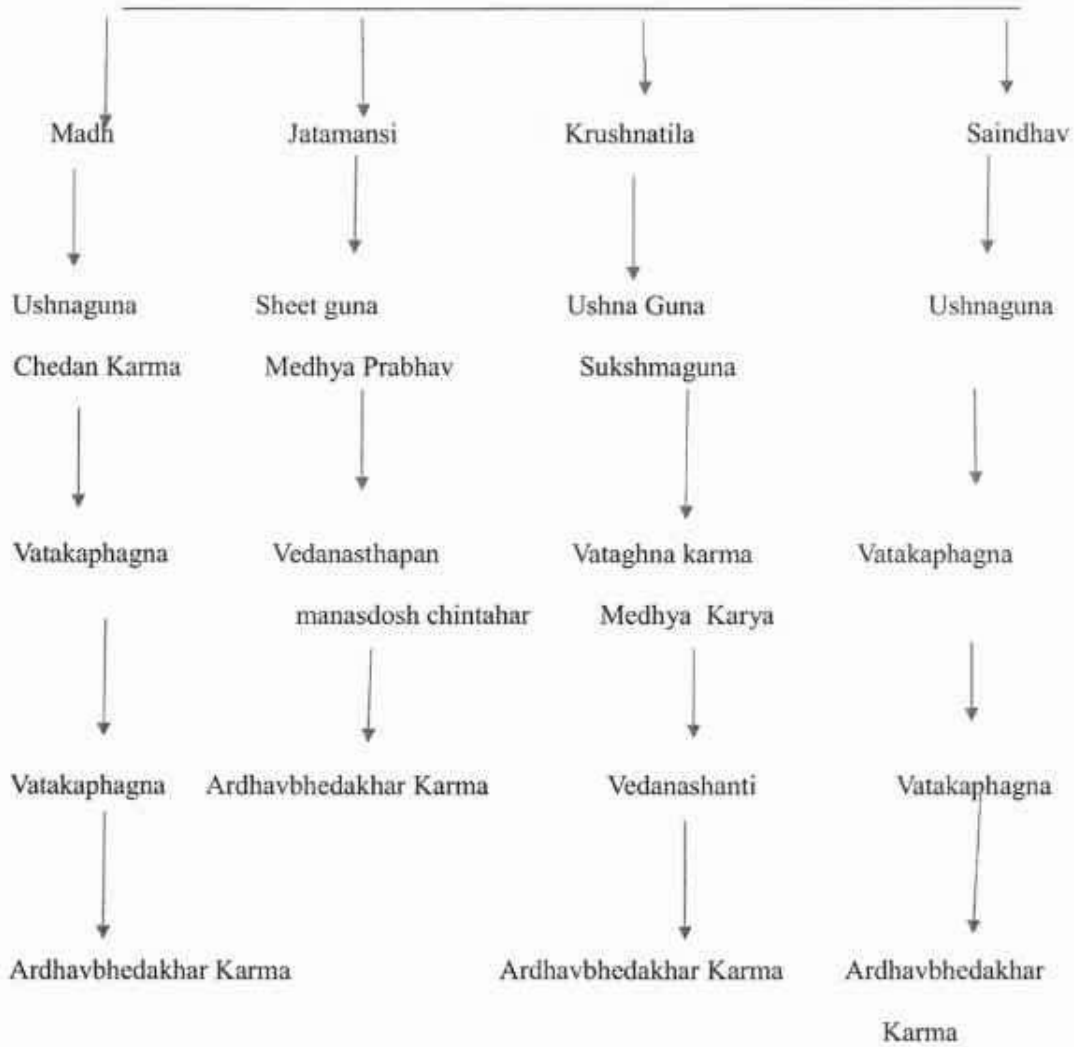 Madh Jatamansi Krushnatila Saindhav
Ushnaguna Sheet guna Ushna Guna Ushnaguna
Chedan Karma Medhya Prabhav Sukshmaguna
Vatakaphagna Vedanasthapan Vataghna karma Vatakaphagna
manasdosh chintahar Medhya Karya
Vatakaphagna Ardhavbhedakhar Karma Vedanashanti Vatakaphagna
Ardhavbhedakhar Karma Ardhavbhedakhar Karma Ardhavbhedakhar
Karma